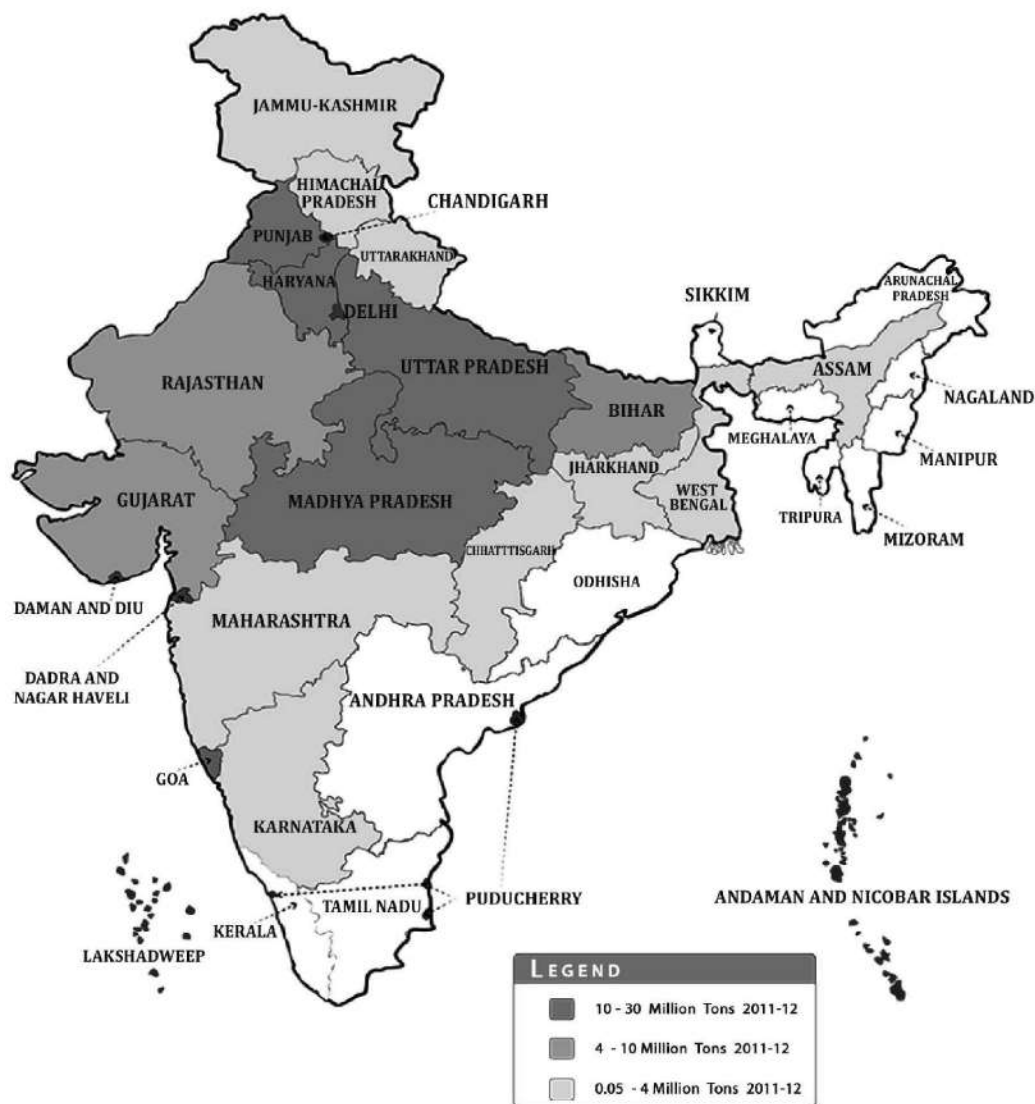 JAMMU-KASHMIR
HIMACHAL
PRADESH
CHANDIGARH
PUNJAB
UTTARAKHAND
HARYANA
DELHI
SIKKIM
ARUNACHAL
PRADESH
RAJASTHAN
UTTAR PRADESH
ASSAM
BIHAR
NAGALAND
MEGHALAYA
MANIPUR
JHARKHAND
GUJARAT
MADHYA PRADESH
WEST
BENGAL
TRIPURA
MIZORAM
CHHATTTISGARH
ODHISHA
DAMAN AND DIU
MAHARASHTRA
DADRA AND
NAGAR HAVELI
ANDHRA PRADESH
GOA
KARNATAKA
TAMIL NADU
PUDUCHERRY
ANDAMAN AND NICOBAR ISLANDS
KERALA
LAKSHADWEEP
LEGEND
10 - 30 Million Tons 2011-12
4 - 10 Million Tons 2011-12
0.05 - 4 Million Tons 2011-12